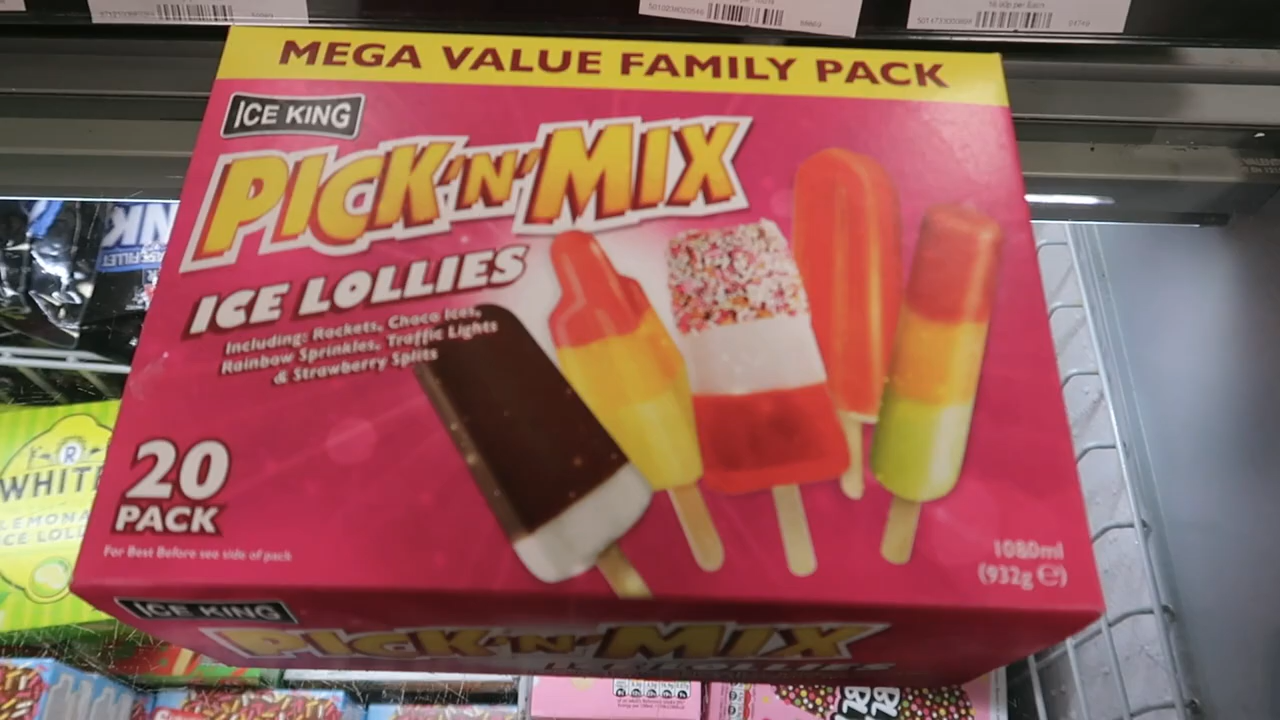 MEGA VALUE FAMILY PACK
ICE KING
PICK'N'MIX
ICE LOLLIES
Including: Rockets, Choco Ices,
Rainbow Sprinkles, Traffic Lights
& Strawberry Splits
20
PACK
For Best Before see side of pack
1080ml
(932g ℮)
ICE KING
PICK'N'MIX
LOLLIES
R
WHITE
LEMONA
ICE LOLL